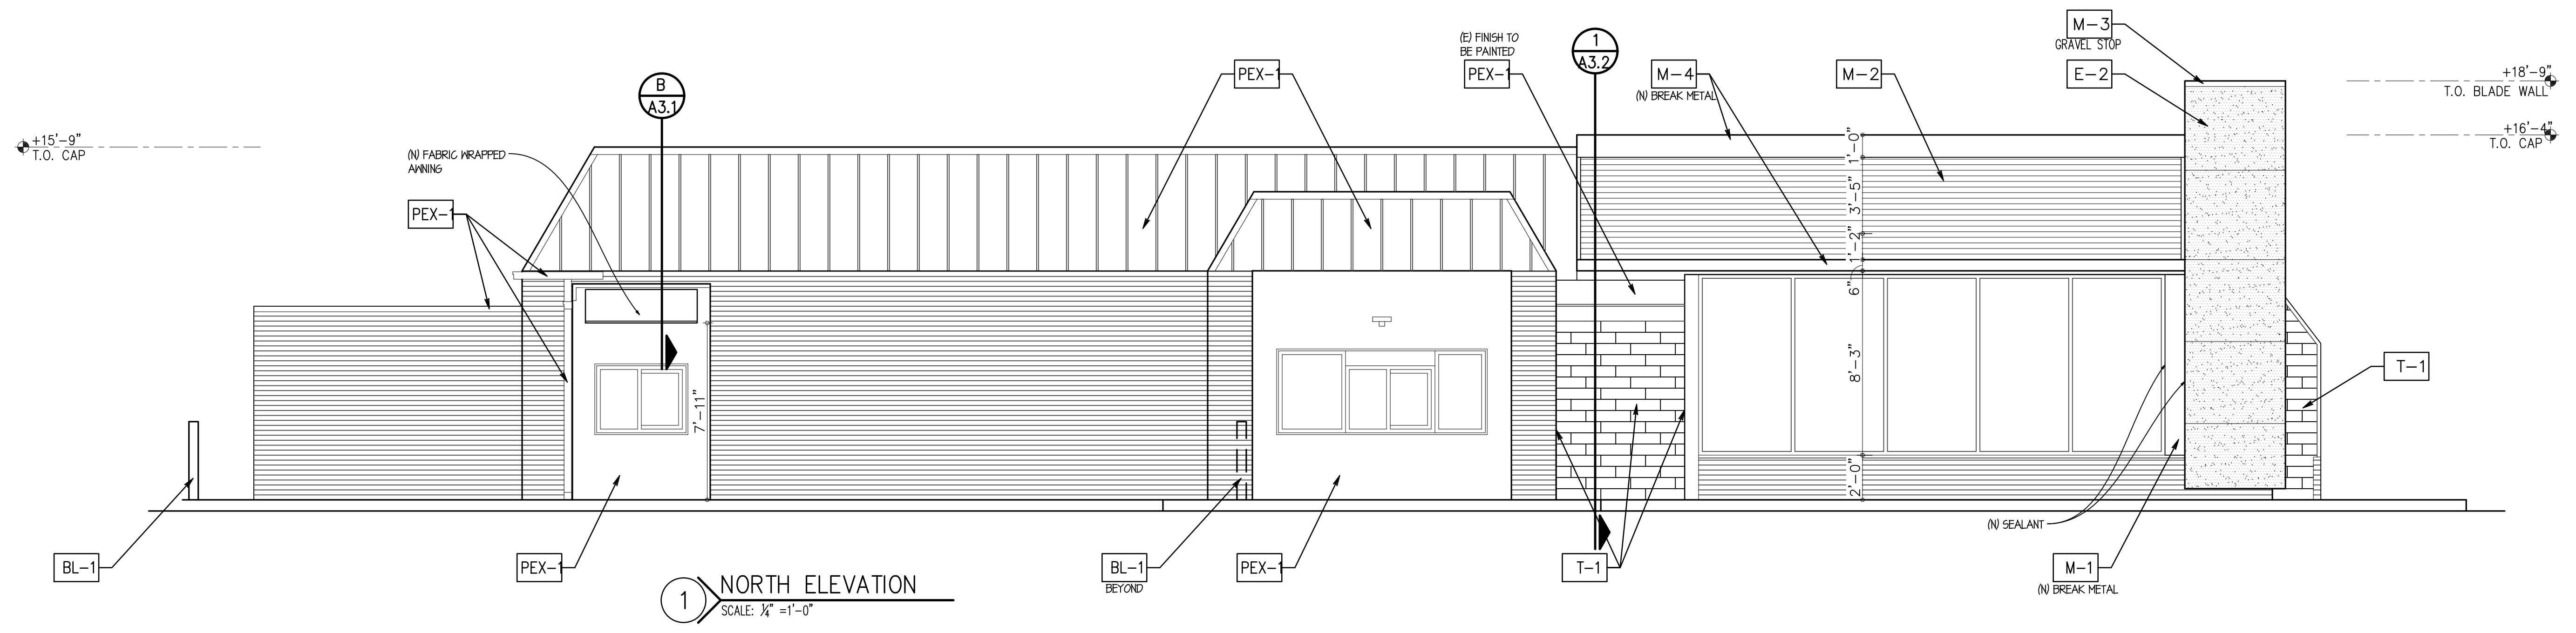 M-3
GRAVEL STOP
(E) FINISH TO
BE PAINTED
1
A3.2
PEX-1
PEX-1
M-4
(N) BREAK METAL
M-2
E-2
+18'-9"
T.O. BLADE WALL
B
A3.1
+15'-9"
T.O. CAP
+16'-4"
T.O. CAP
(N) FABRIC WRAPPED
AWNING
PEX-1
1'-0"
3'-5"
1'-2"
6"
8'-3"
2'-0"
7'-11"
T-1
(N) SEALANT
BL-1
PEX-1
BL-1
BEYOND
PEX-1
T-1
M-1
(N) BREAK METAL
1
NORTH ELEVATION
SCALE: ¼" =1'-0"